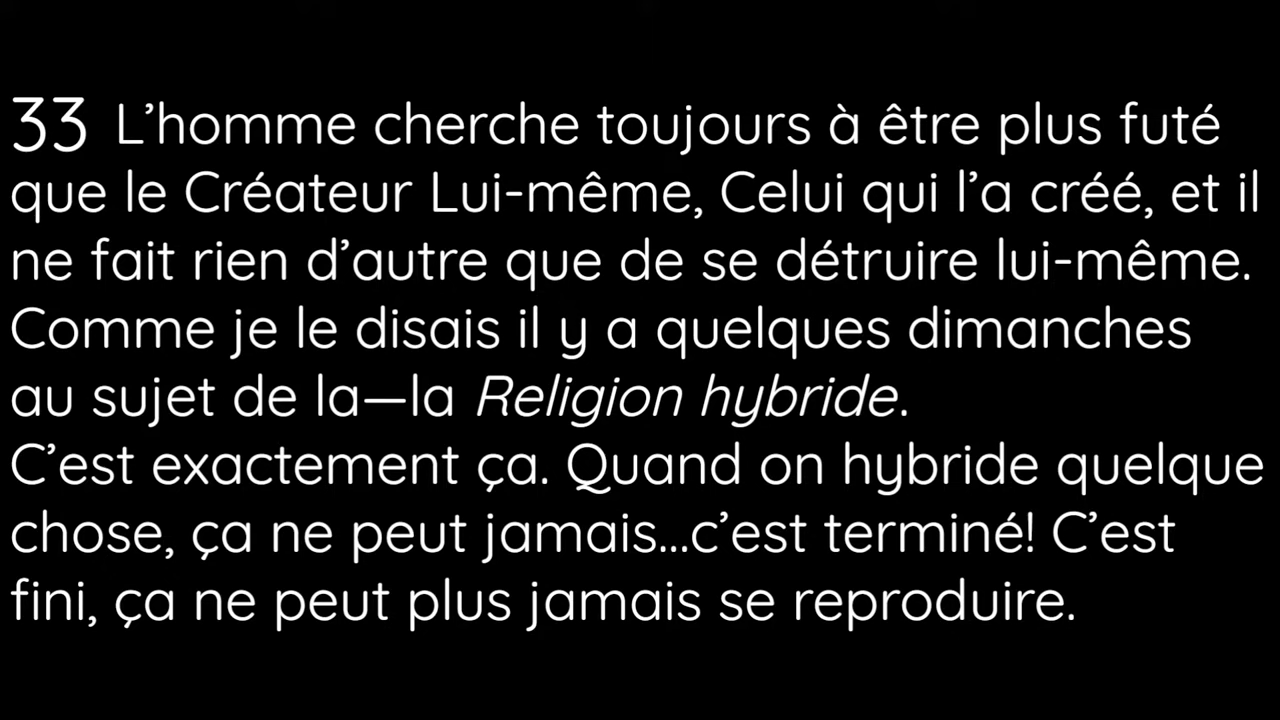 33 L’homme cherche toujours à être plus futé
que le Créateur Lui-même, Celui qui l’a créé, et il
ne fait rien d’autre que de se détruire lui-même.
Comme je le disais il y a quelques dimanches
au sujet de la—la Religion hybride.
C’est exactement ça. Quand on hybride quelque
chose, ça ne peut jamais...c’est terminé! C’est
fini, ça ne peut plus jamais se reproduire.